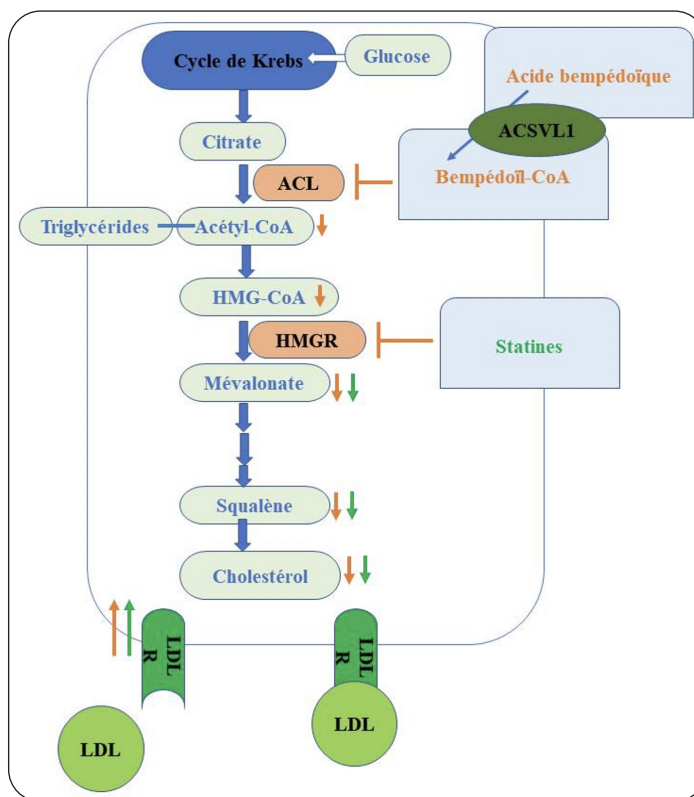 Cycle de Krebs
Glucose
Acide bempédoïque
ACSVL1
Citrate
ACL
Bempédoïl-CoA
Triglycérides
Acétyl-CoA
HMG-CoA
HMGR
Statines
Mévalonate
Squalène
Cholestérol
LDL
R
LDL
R
LDL
LDL